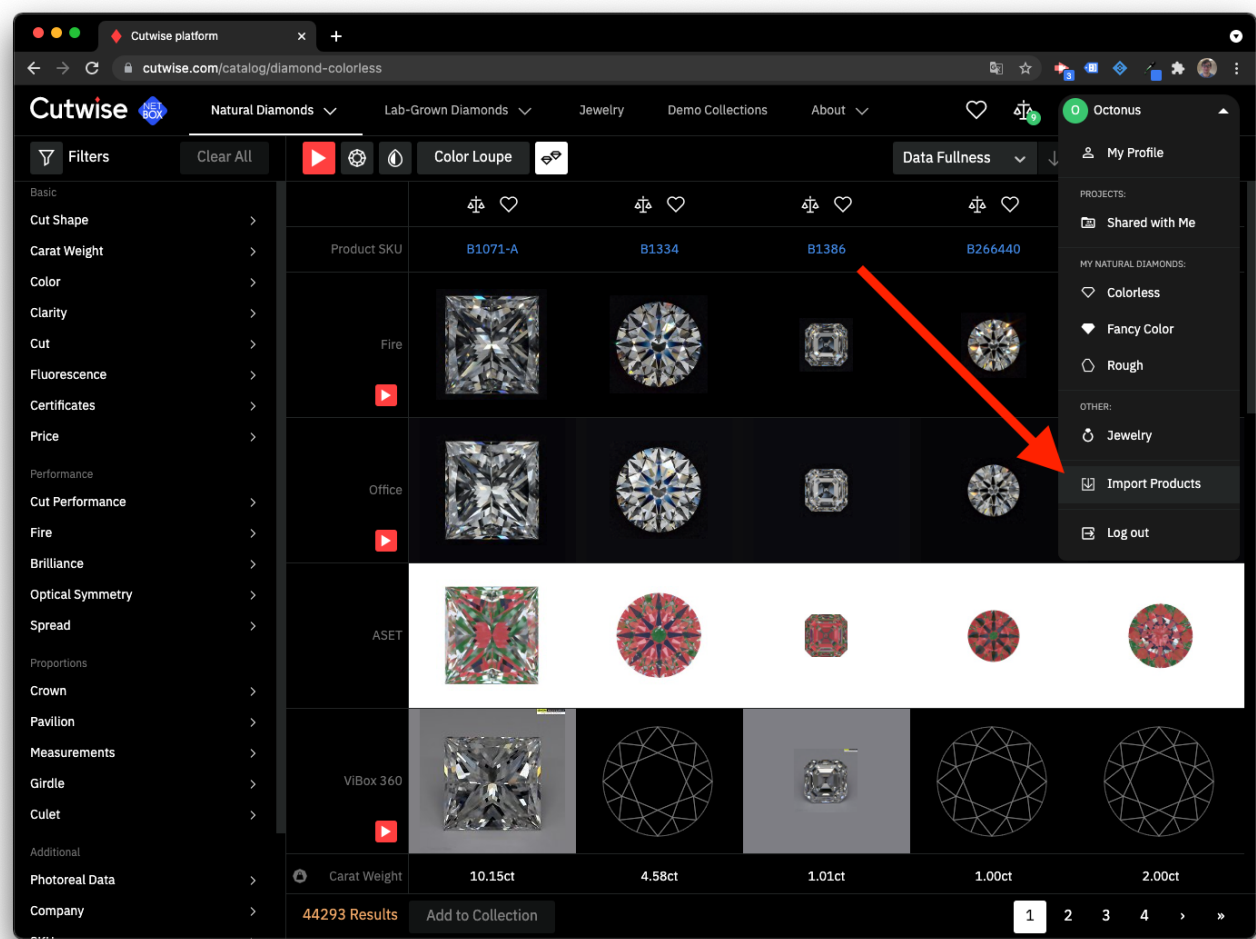 Cutwise platform
cutwise.com/catalog/diamond-colorless
3
Cutwise NET BOX
Natural Diamonds
Lab-Grown Diamonds
Jewelry
Demo Collections
About
9
O Octonus
Filters
Clear All
Color Loupe
Data Fullness
My Profile
PROJECTS:
Shared with Me
MY NATURAL DIAMONDS:
Colorless
Fancy Color
Rough
OTHER:
Jewelry
Import Products
Log out
Basic
Cut Shape
Carat Weight
Color
Clarity
Cut
Fluorescence
Certificates
Price
Performance
Cut Performance
Fire
Brilliance
Optical Symmetry
Spread
Proportions
Crown
Pavilion
Measurements
Girdle
Culet
Additional
Photoreal Data
Company
Product SKU B1071-A B1334 B1386 B266440
Fire
Office
ASET
ViBox 360
Carat Weight 10.15ct 4.58ct 1.01ct 1.00ct 2.00ct
44293 Results Add to Collection 1 2 3 4 › »